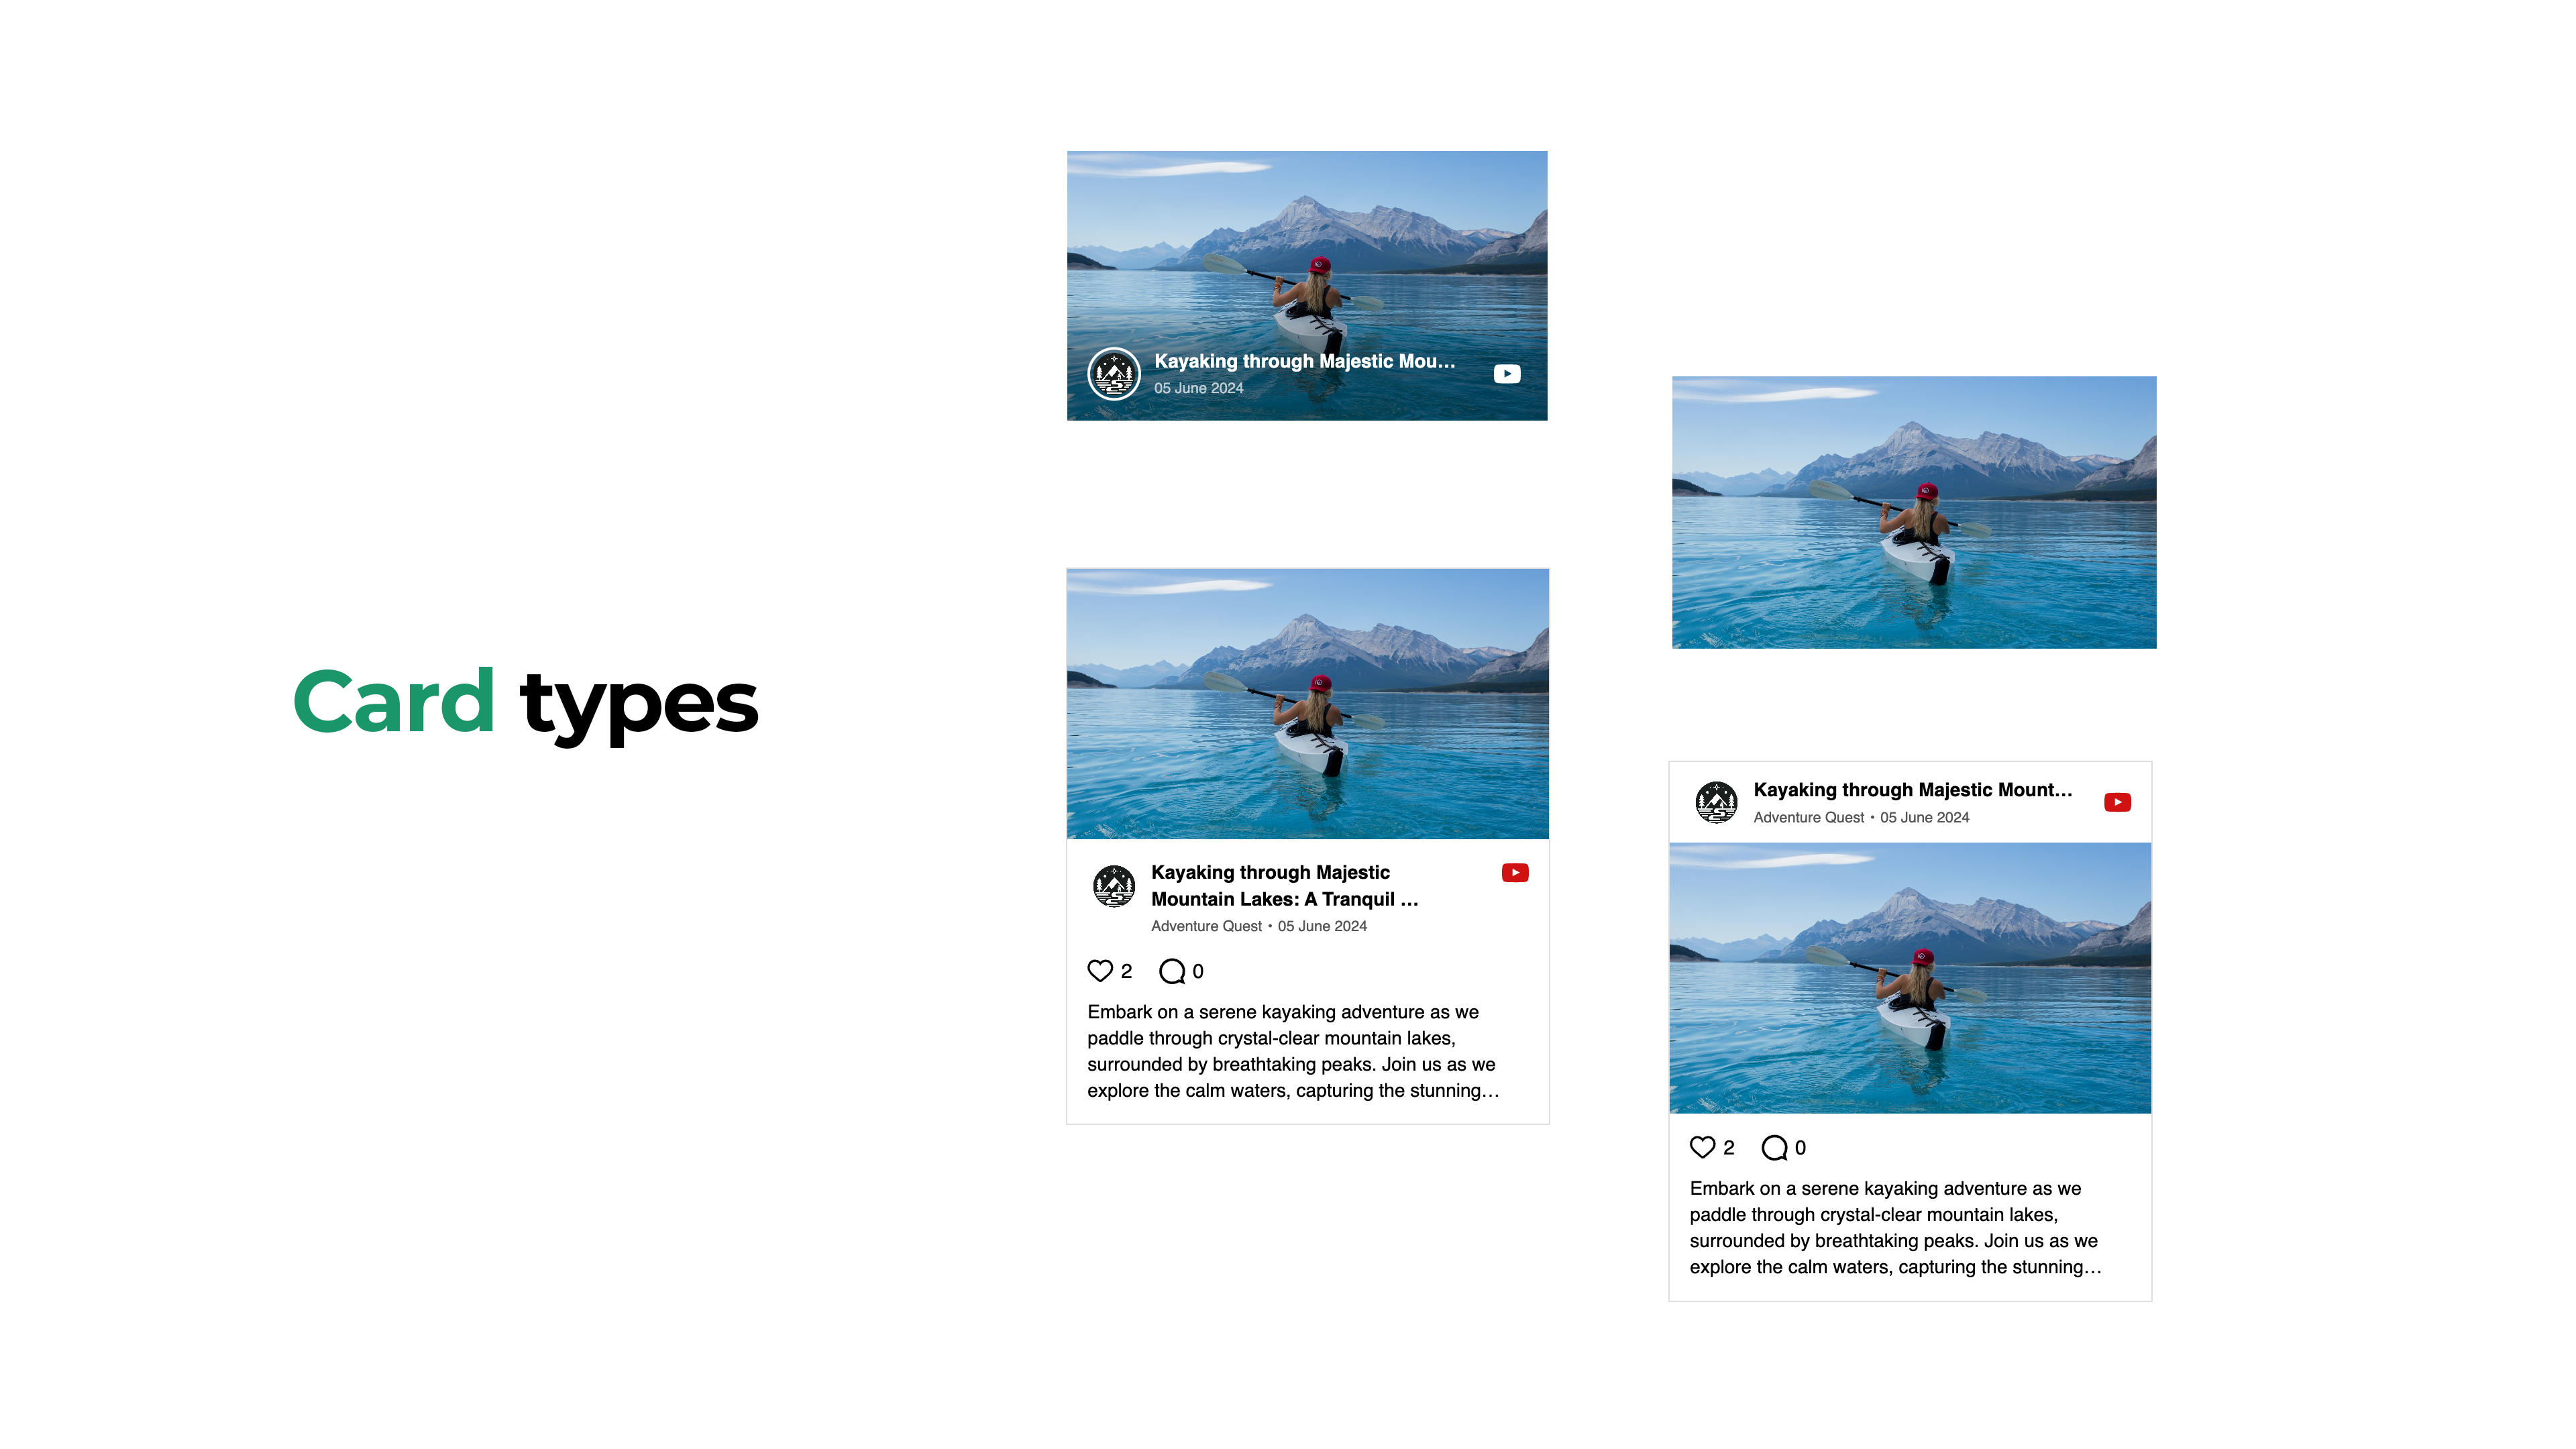 Card types
Kayaking through Majestic Mou…
05 June 2024
Kayaking through Majestic
Mountain Lakes: A Tranquil …
Adventure Quest • 05 June 2024
2 0
Embark on a serene kayaking adventure as we
paddle through crystal-clear mountain lakes,
surrounded by breathtaking peaks. Join us as we
explore the calm waters, capturing the stunning…
Kayaking through Majestic Mount…
Adventure Quest • 05 June 2024
2 0
Embark on a serene kayaking adventure as we
paddle through crystal-clear mountain lakes,
surrounded by breathtaking peaks. Join us as we
explore the calm waters, capturing the stunning…